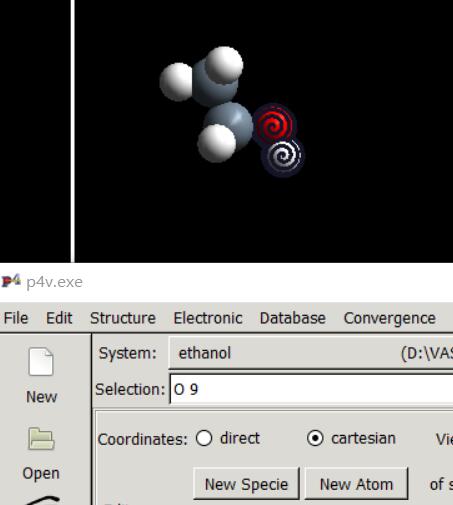 p4v.exe
File Edit Structure Electronic Database Convergence
System: ethanol (D:\VAS
New
Selection: O 9
Coordinates: direct cartesian Vie
Open
New Specie New Atom of s